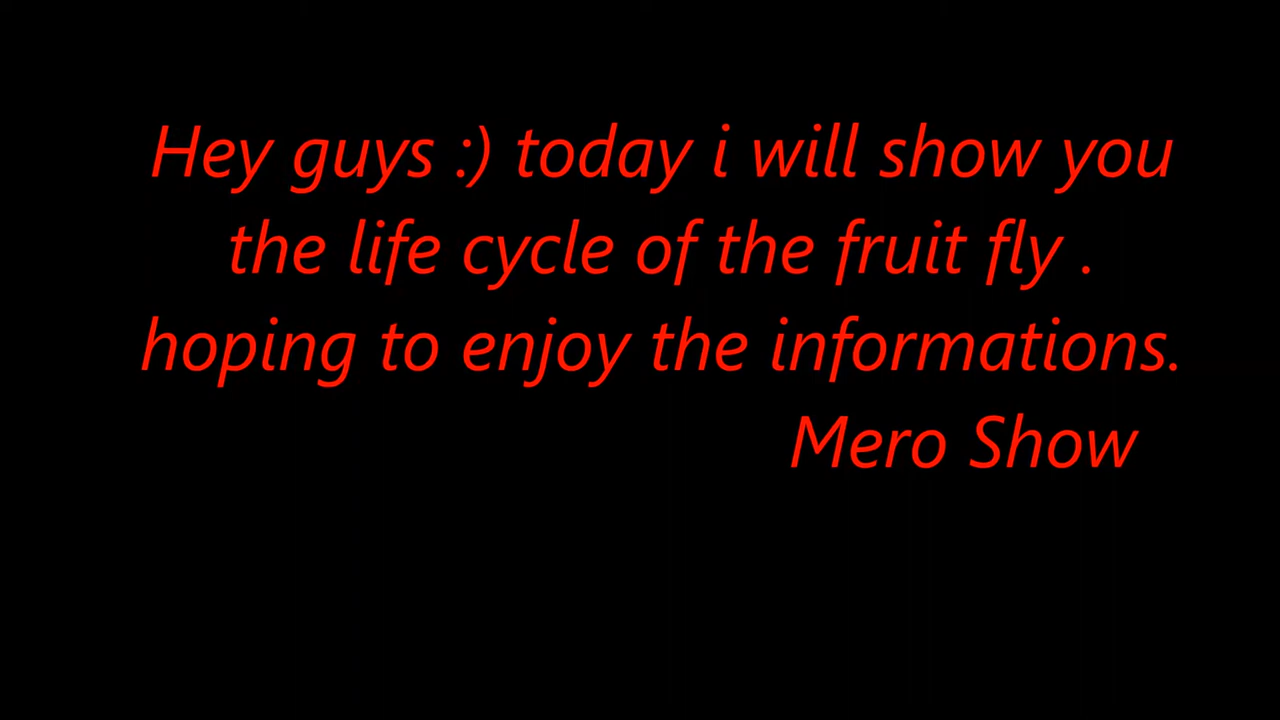 Hey guys :) today i will show you
the life cycle of the fruit fly .
hoping to enjoy the informations.
Mero Show